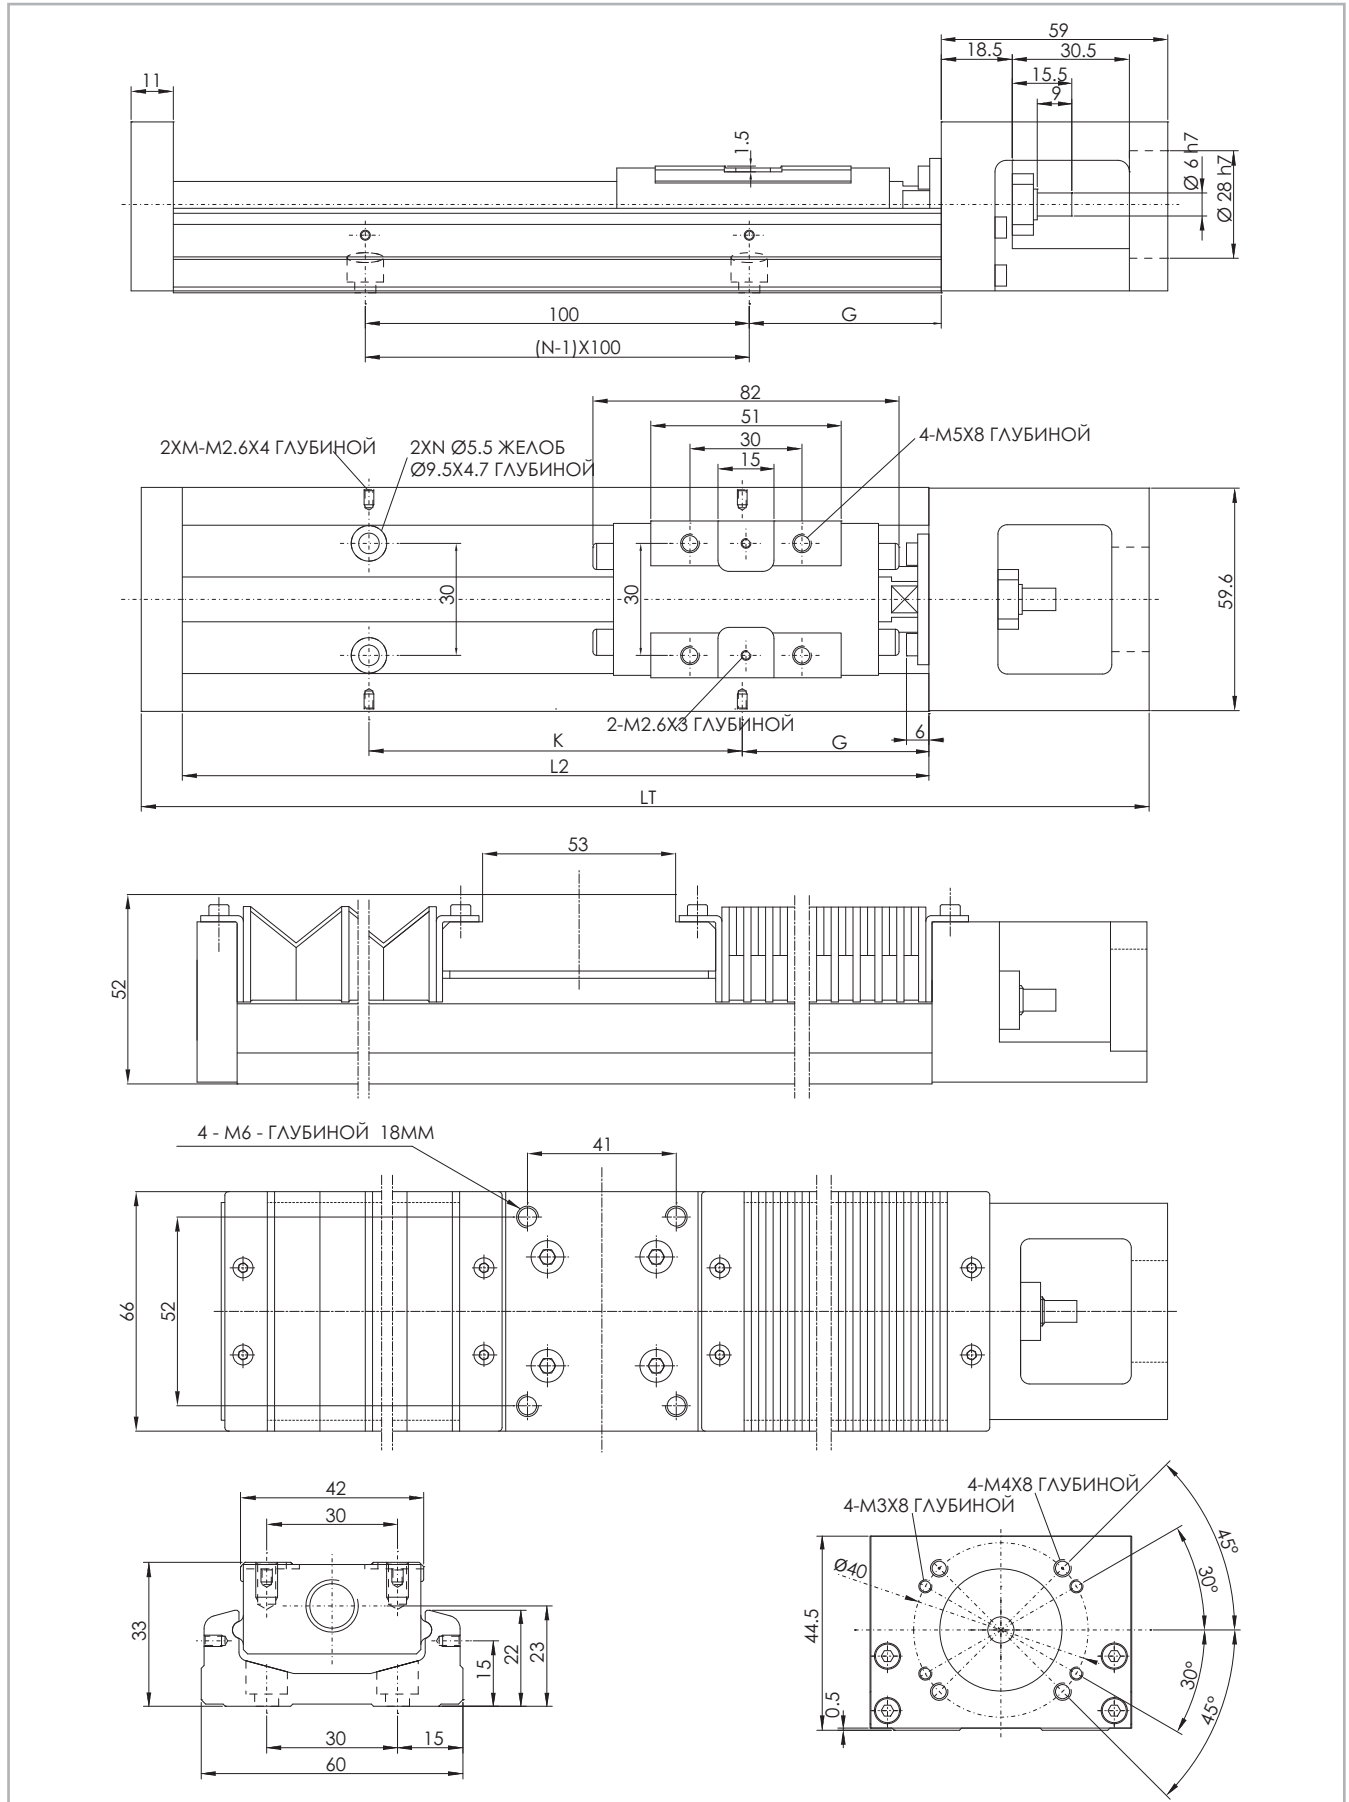 59
18.5
30.5
15.5
9
11
1.5
Ø 6 h7
Ø 28 h7
100
G
(N-1)X100
82
51
30
15
2XM-M2.6X4 ГЛУБИНОЙ
2XN Ø5.5 ЖЕЛОБ
Ø9.5X4.7 ГЛУБИНОЙ
4-M5X8 ГЛУБИНОЙ
30
30
59.6
2-M2.6X3 ГЛУБИНОЙ
6
K
G
L2
LT
53
52
4 - M6 - ГЛУБИНОЙ 18ММ
41
66
52
42
30
33
15
22
23
30
15
60
4-M4X8 ГЛУБИНОЙ
4-M3X8 ГЛУБИНОЙ
Ø40
45°
30°
44.5
0.5
30°
45°